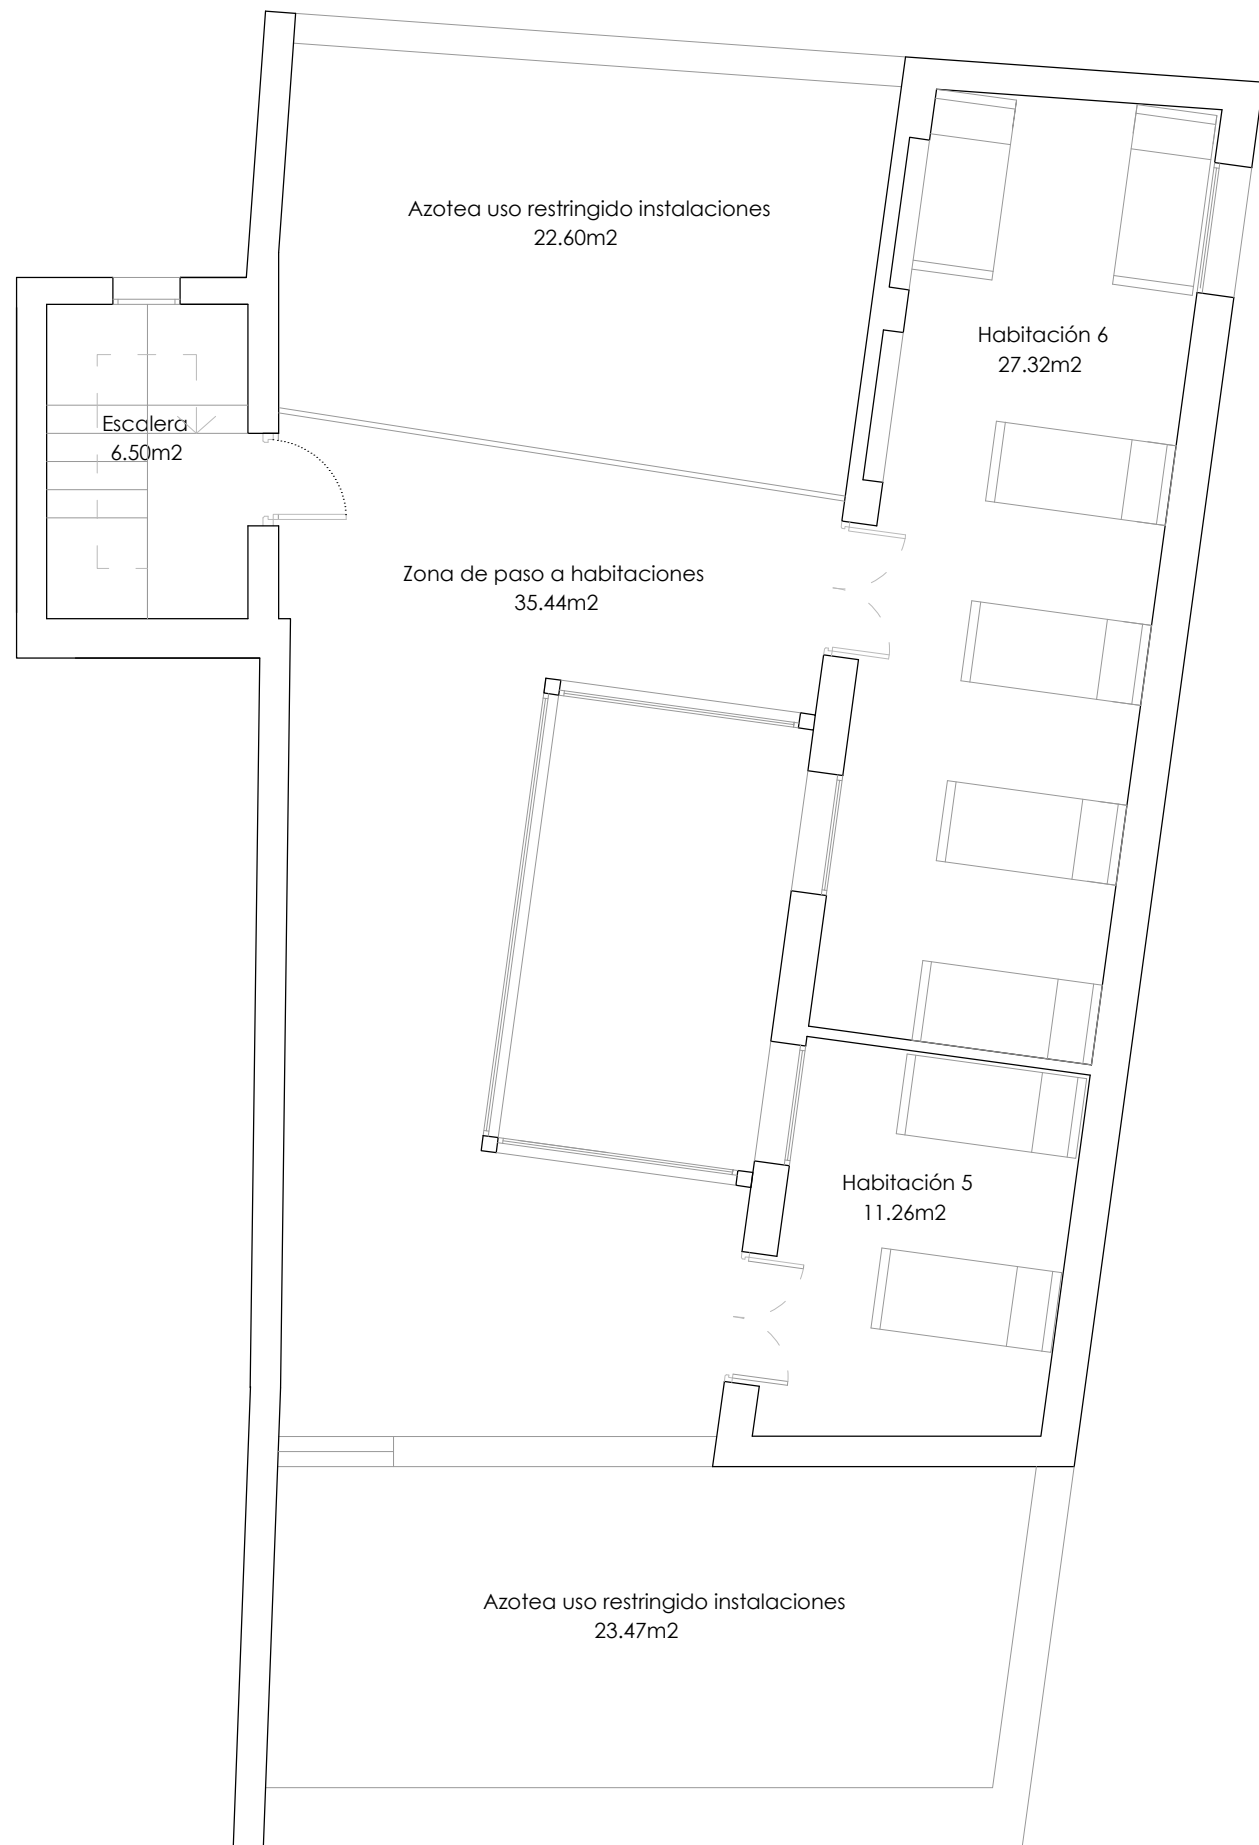 Azotea uso restringido instalaciones
22.60m2
Habitación 6
27.32m2
Escalera
6.50m2
Zona de paso a habitaciones
35.44m2
Habitación 5
11.26m2
Azotea uso restringido instalaciones
23.47m2